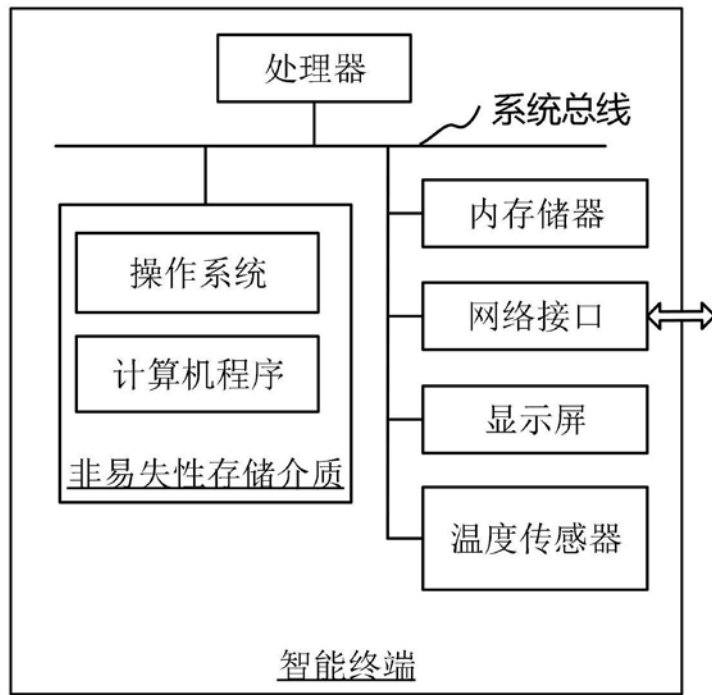 处理器
系统总线
操作系统
计算机程序
非易失性存储介质
内存储器
网络接口
显示屏
温度传感器
智能终端